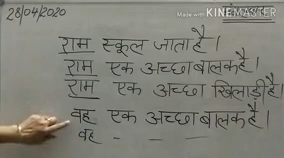 28/04/2020
Made with KINEMASTER
राम स्कूल जाता है।
राम एक अच्छा बालक है।
राम एक अच्छा खिलाड़ी है।
वह एक अच्छा बालक है।
वह - - -